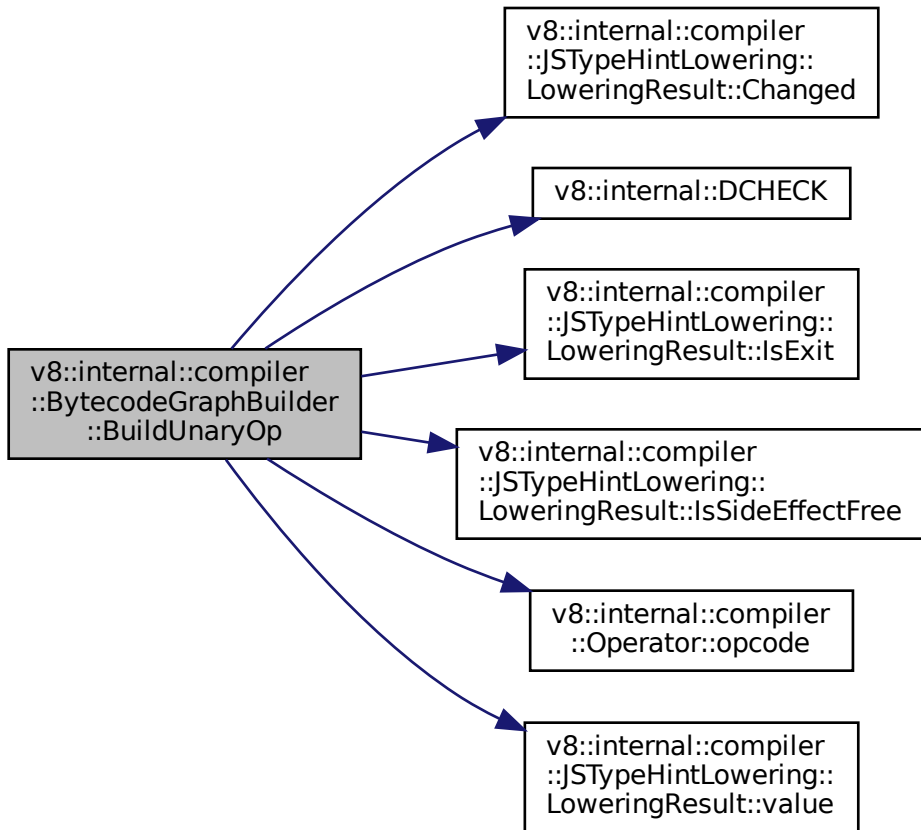 v8::internal::compiler
::JSTypeHintLowering::
LoweringResult::Changed
v8::internal::DCHECK
v8::internal::compiler
::JSTypeHintLowering::
LoweringResult::IsExit
v8::internal::compiler
::BytecodeGraphBuilder
::BuildUnaryOp
v8::internal::compiler
::JSTypeHintLowering::
LoweringResult::IsSideEffectFree
v8::internal::compiler
::Operator::opcode
v8::internal::compiler
::JSTypeHintLowering::
LoweringResult::value